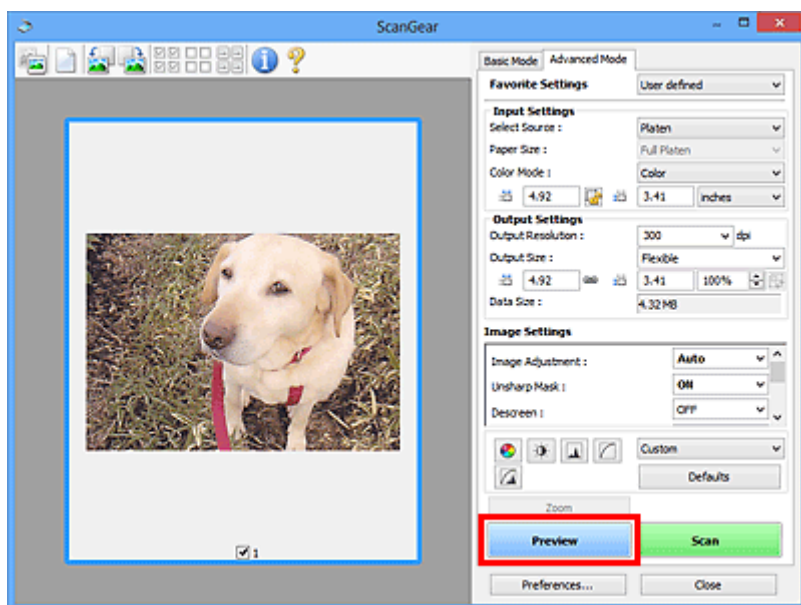 ScanGear
Basic Mode Advanced Mode
Favorite Settings User defined
Input Settings
Select Source : Platen
Paper Size : Full Platen
Color Mode : Color
4.92 3.41 inches
Output Settings
Output Resolution : 300 dpi
Output Size : Flexible
4.92 3.41 100%
Data Size : 4.32 MB
Image Settings
Image Adjustment : Auto
Unsharp Mask : ON
Descreen : OFF
Custom
Defaults
Zoom
Preview Scan
1
Preferences... Close